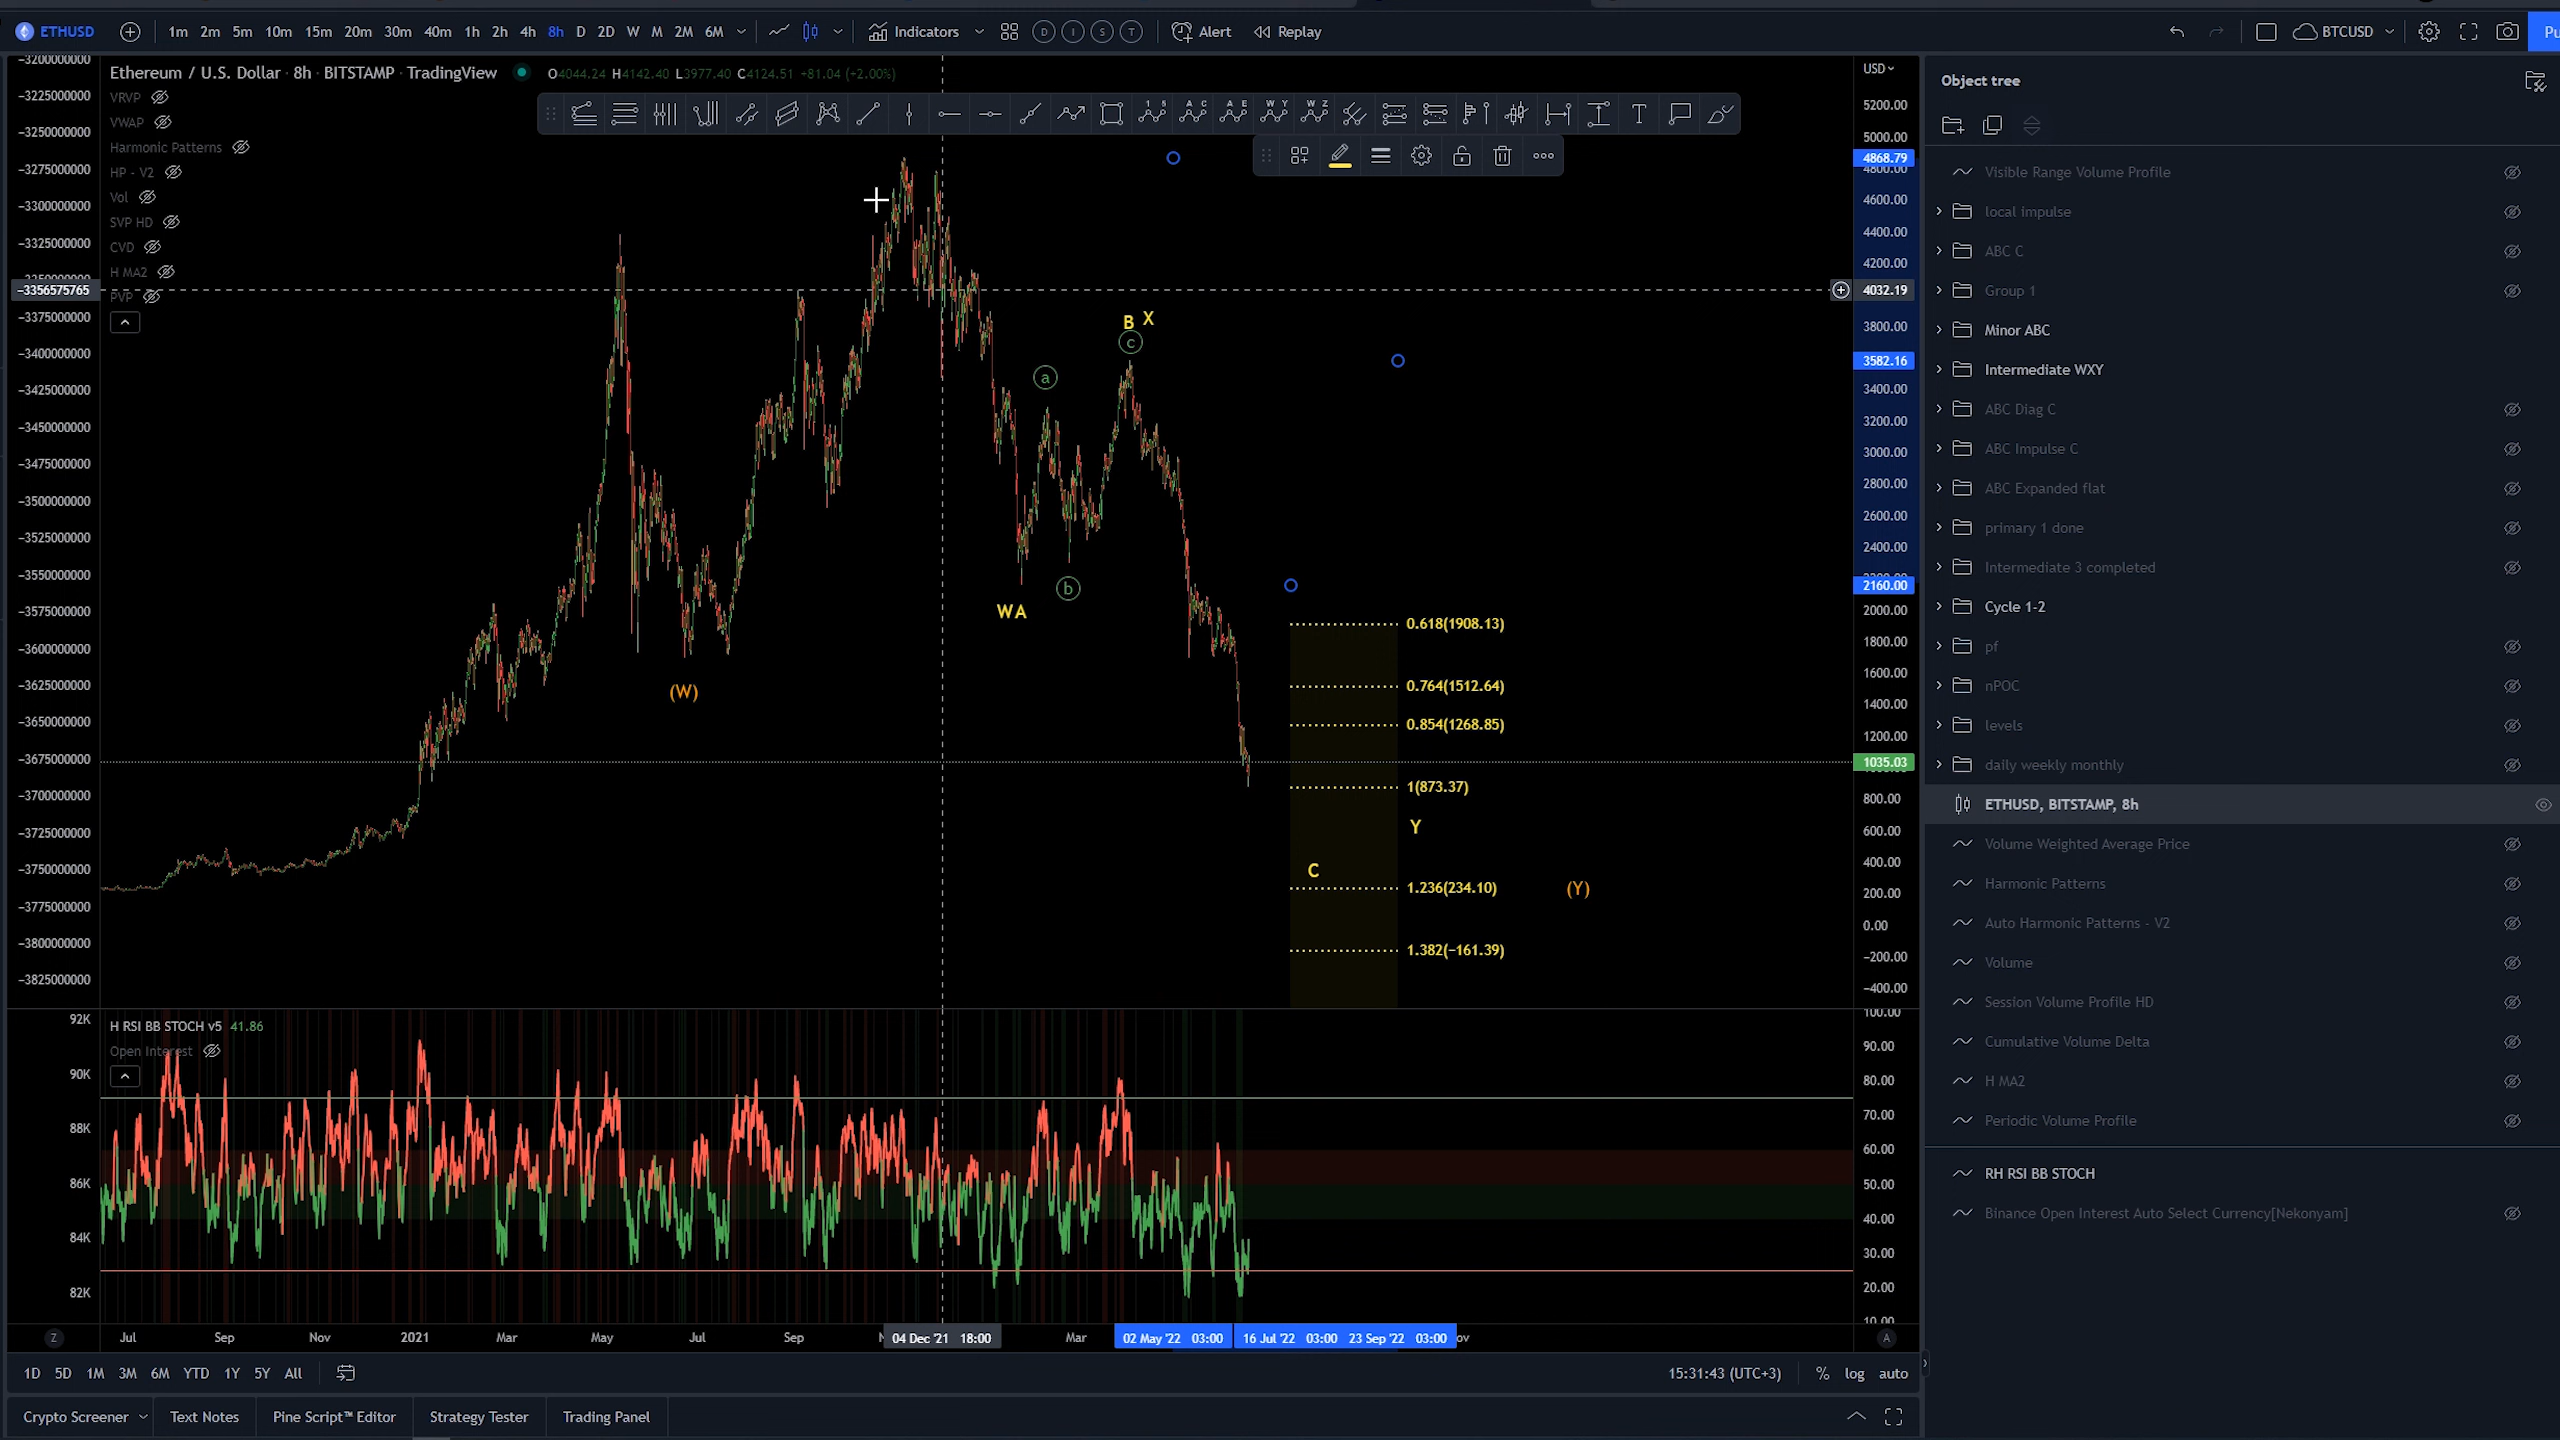 ETHUSD 1m 2m 5m 10m 15m 20m 30m 40m 1h 2h 4h 8h D 2D W M 2M 6M Indicators D I S T Alert Replay BTCUSD Pu
Ethereum / U.S. Dollar · 8h · BITSTAMP · TradingView O4044.24 H4142.40 L3977.40 C4124.51 +81.04 (+2.00%)
VRVP
VWAP
Harmonic Patterns
HP - V2
Vol
SVP HD
CVD
H MA2
PVP
-3200000000
-3225000000
-3250000000
-3275000000
-3300000000
-3325000000
-3350000000
-3356575765
-3375000000
-3400000000
-3425000000
-3450000000
-3475000000
-3500000000
-3525000000
-3550000000
-3575000000
-3600000000
-3625000000
-3650000000
-3675000000
-3700000000
-3725000000
-3750000000
-3775000000
-3800000000
-3825000000
1 5
A C
A E
W Y
W Z
T
B X
c
a
b
W A
(W)
0.618(1908.13)
0.764(1512.64)
0.854(1268.85)
1(873.37)
Y
C
1.236(234.10)
(Y)
1.382(-161.39)
USD
5200.00
5000.00
4868.79
4800.00
4600.00
4400.00
4200.00
4032.19
3800.00
3582.16
3400.00
3200.00
3000.00
2800.00
2600.00
2400.00
2160.00
2000.00
1800.00
1600.00
1400.00
1200.00
1035.03
800.00
600.00
400.00
200.00
0.00
-200.00
-400.00
H RSI BB STOCH v5 41.86
Open Interest
92K
90K
88K
86K
84K
82K
100.00
90.00
80.00
70.00
60.00
50.00
40.00
30.00
20.00
10.00
Z Jul Sep Nov 2021 Mar May Jul Sep N 04 Dec '21 18:00 Mar 02 May '22 03:00 16 Jul '22 03:00 23 Sep '22 03:00 ov A
1D 5D 1M 3M 6M YTD 1Y 5Y All 15:31:43 (UTC+3) % log auto
Crypto Screener Text Notes Pine Script™ Editor Strategy Tester Trading Panel
Object tree
Visible Range Volume Profile
local impulse
ABC C
Group 1
Minor ABC
Intermediate WXY
ABC Diag C
ABC Impulse C
ABC Expanded flat
primary 1 done
Intermediate 3 completed
Cycle 1-2
pf
nPOC
levels
daily weekly monthly
ETHUSD, BITSTAMP, 8h
Volume Weighted Average Price
Harmonic Patterns
Auto Harmonic Patterns - V2
Volume
Session Volume Profile HD
Cumulative Volume Delta
H MA2
Periodic Volume Profile
RH RSI BB STOCH
Binance Open Interest Auto Select Currency[Nekonyam]